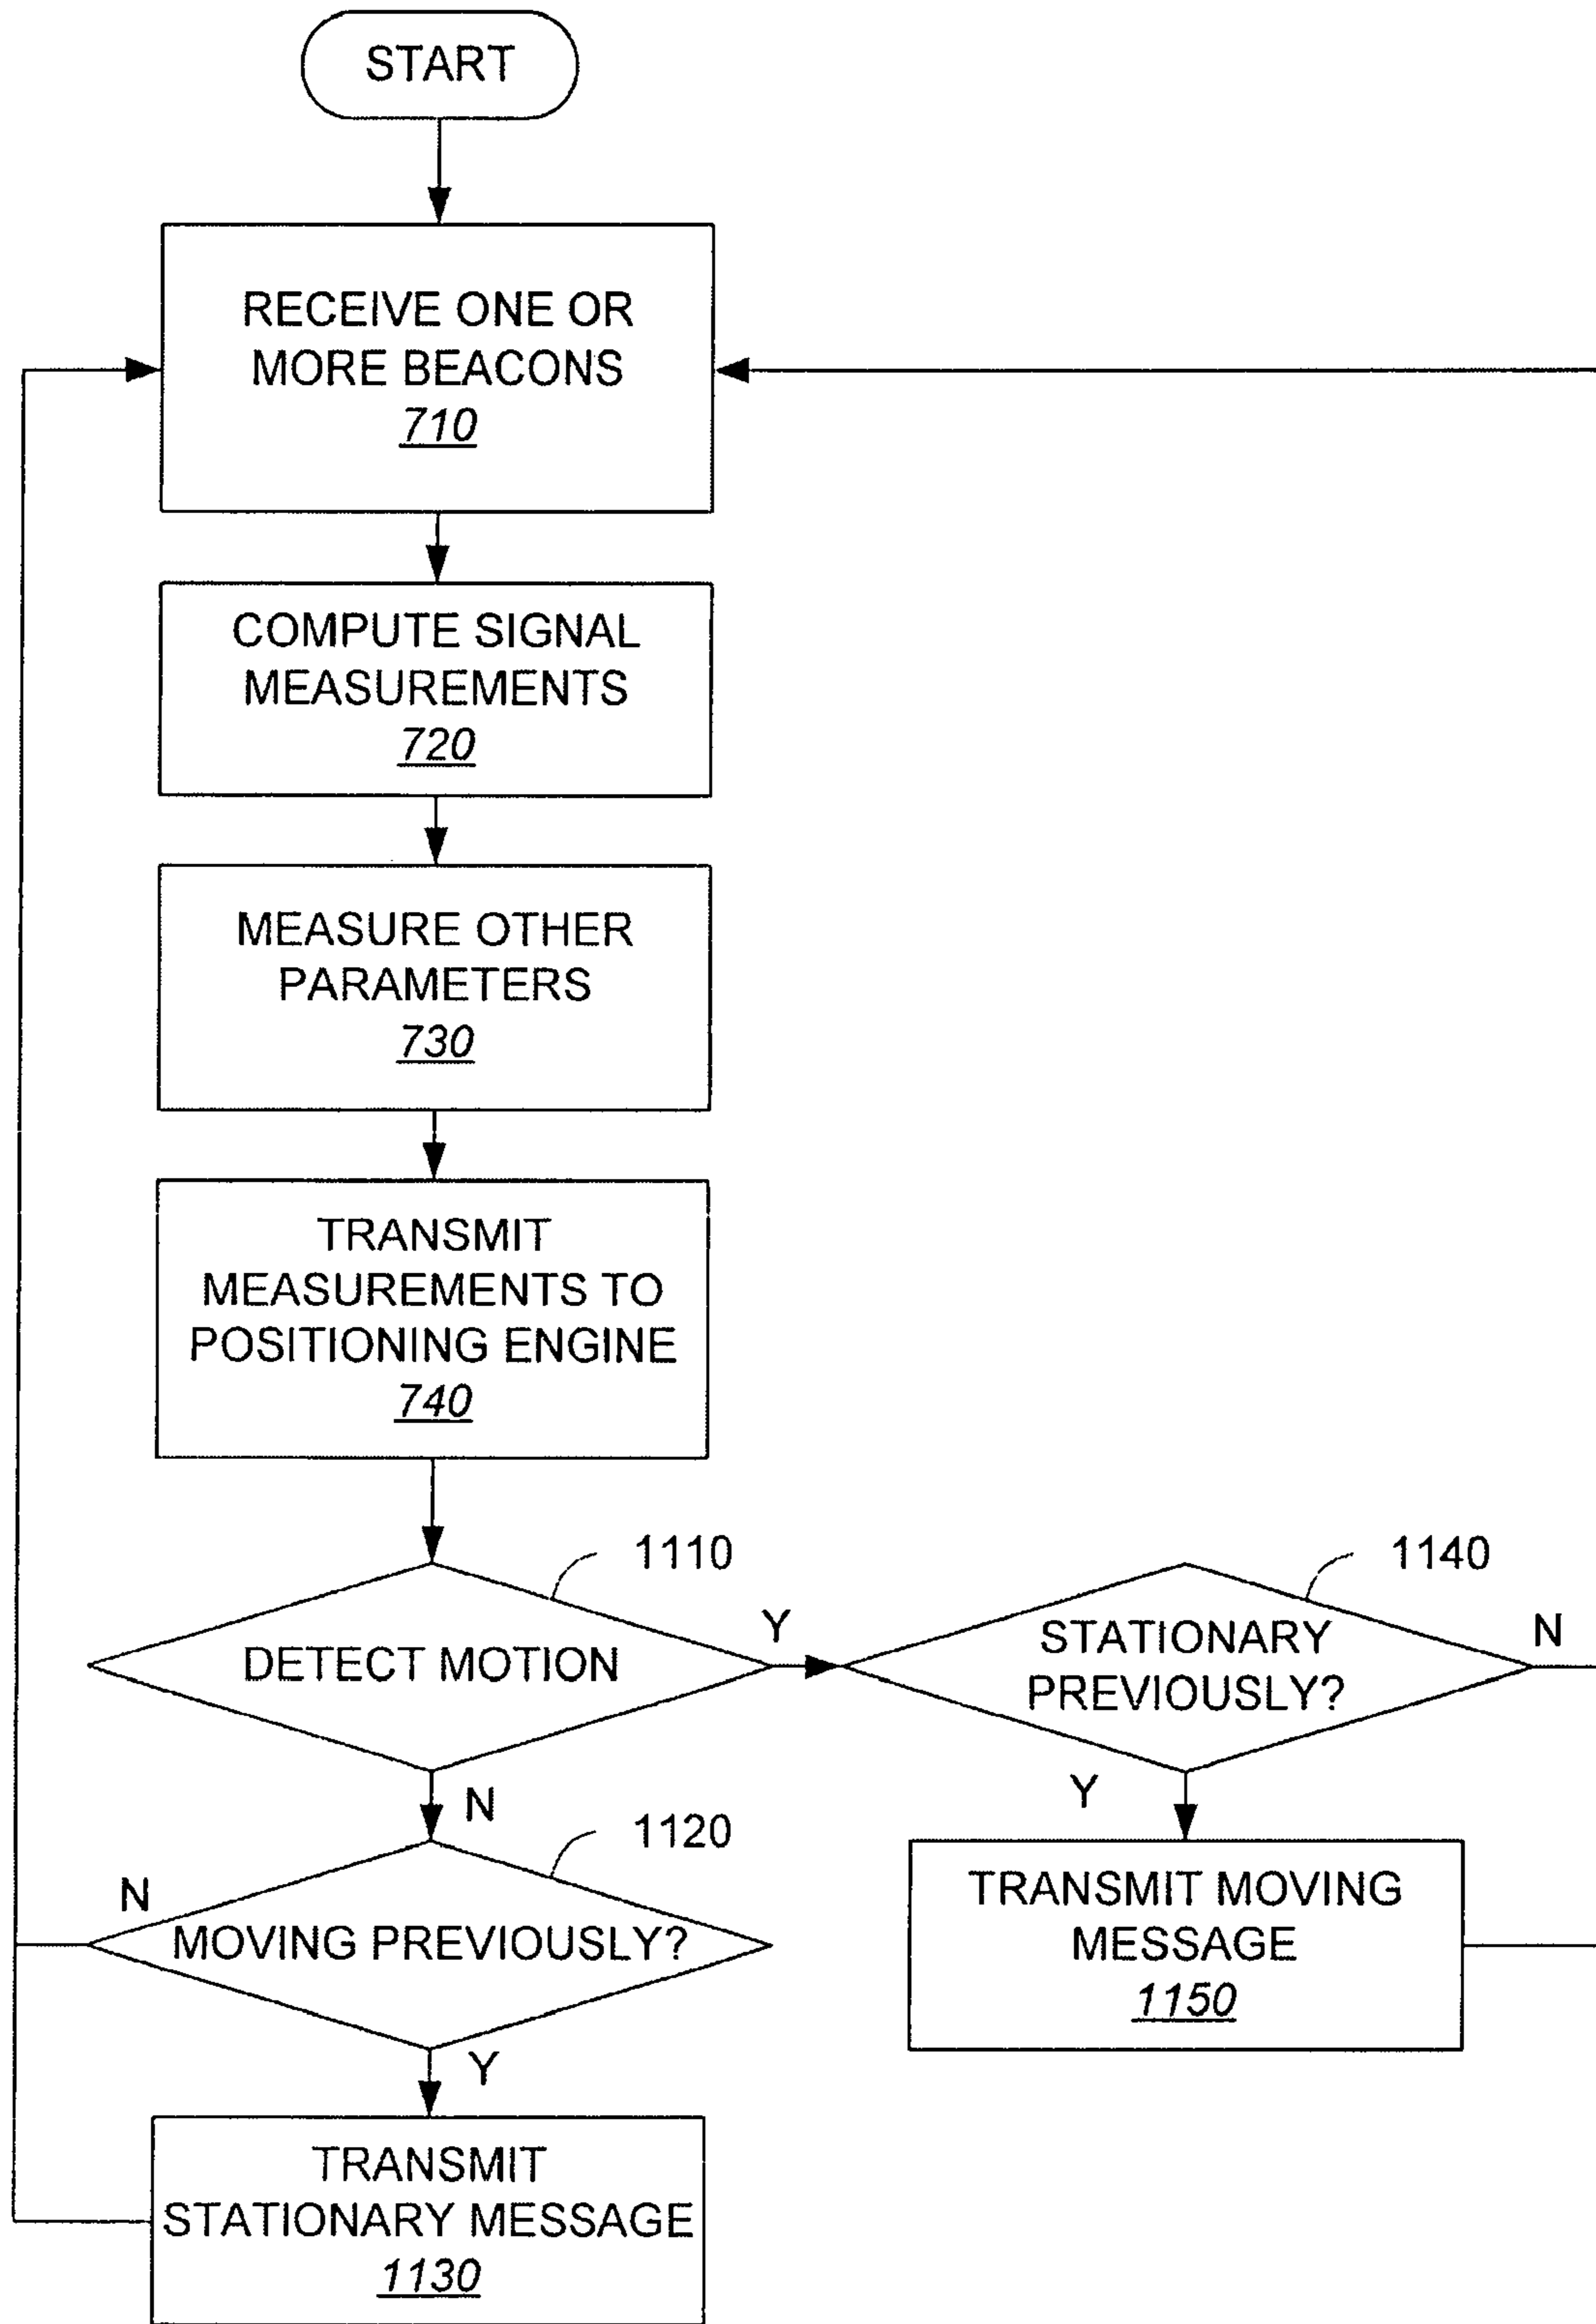 START
RECEIVE ONE OR
MORE BEACONS
710
COMPUTE SIGNAL
MEASUREMENTS
720
MEASURE OTHER
PARAMETERS
730
TRANSMIT
MEASUREMENTS TO
POSITIONING ENGINE
740
1110
DETECT MOTION
Y
N
1140
STATIONARY
PREVIOUSLY?
N
Y
1120
MOVING PREVIOUSLY?
N
Y
TRANSMIT MOVING
MESSAGE
1150
TRANSMIT
STATIONARY MESSAGE
1130